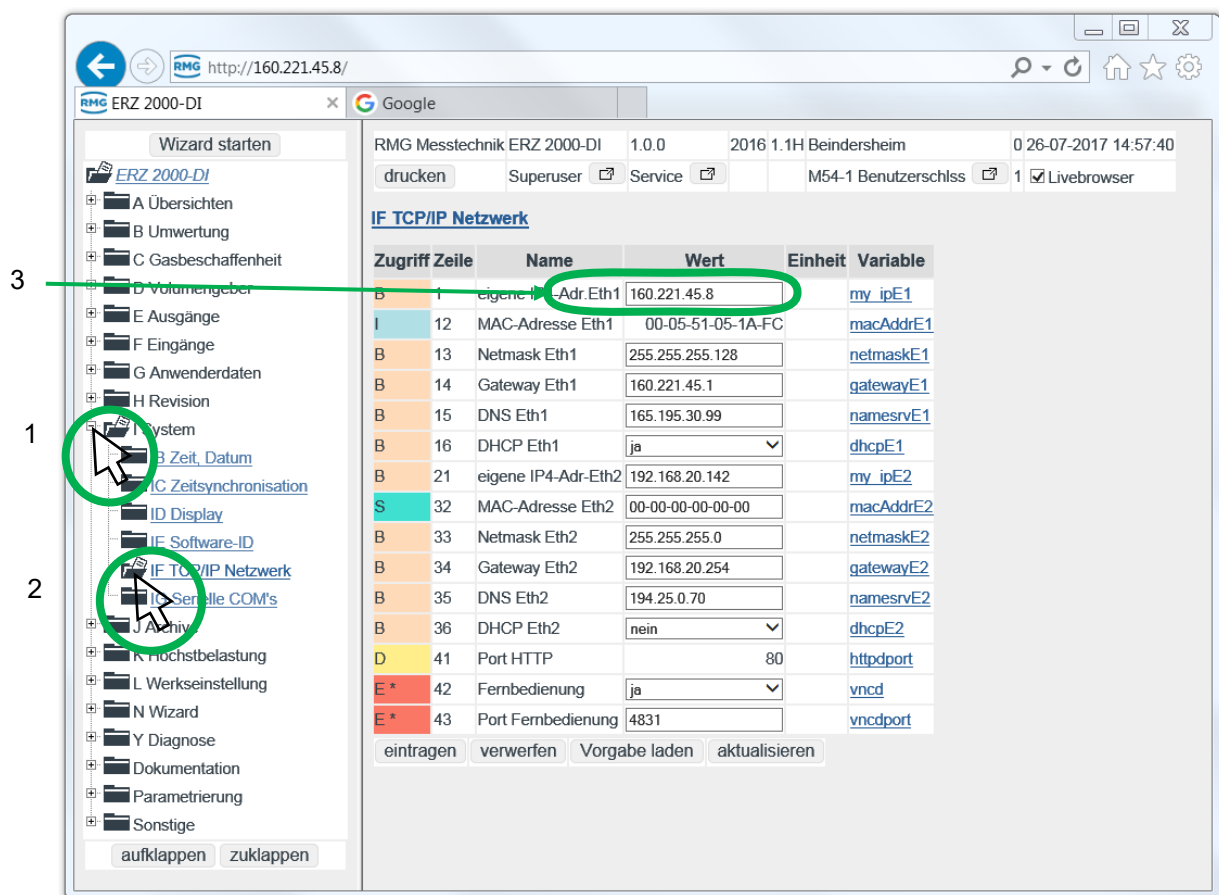 RMG http://160.221.45.8/
RMG ERZ 2000-DI
Google
Wizard starten
ERZ 2000-DI
A Übersichten
B Umwertung
C Gasbeschaffenheit
D Volumengeber
E Ausgänge
F Eingänge
G Anwenderdaten
H Revision
I System
IB Zeit, Datum
IC Zeitsynchronisation
ID Display
IE Software-ID
IF TCP/IP Netzwerk
IG Serielle COM's
J Archive
K Höchstbelastung
L Werkseinstellung
N Wizard
Y Diagnose
Dokumentation
Parametrierung
Sonstige
aufklappen zuklappen
1
2
3
RMG Messtechnik ERZ 2000-DI 1.0.0 2016 1.1H Beindersheim 0 26-07-2017 14:57:40
drucken Superuser Service M54-1 Benutzerschlss 1 Livebrowser
IF TCP/IP Netzwerk
Zugriff Zeile Name Wert Einheit Variable
B 1 eigene IP4-Adr.Eth1 160.221.45.8 my_ipE1
I 12 MAC-Adresse Eth1 00-05-51-05-1A-FC macAddrE1
B 13 Netmask Eth1 255.255.255.128 netmaskE1
B 14 Gateway Eth1 160.221.45.1 gatewayE1
B 15 DNS Eth1 165.195.30.99 namesrvE1
B 16 DHCP Eth1 ja dhcpE1
B 21 eigene IP4-Adr-Eth2 192.168.20.142 my_ipE2
S 32 MAC-Adresse Eth2 00-00-00-00-00-00 macAddrE2
B 33 Netmask Eth2 255.255.255.0 netmaskE2
B 34 Gateway Eth2 192.168.20.254 gatewayE2
B 35 DNS Eth2 194.25.0.70 namesrvE2
B 36 DHCP Eth2 nein dhcpE2
D 41 Port HTTP 80 httpdport
E * 42 Fernbedienung ja vncd
E * 43 Port Fernbedienung 4831 vncdport
eintragen verwerfen Vorgabe laden aktualisieren